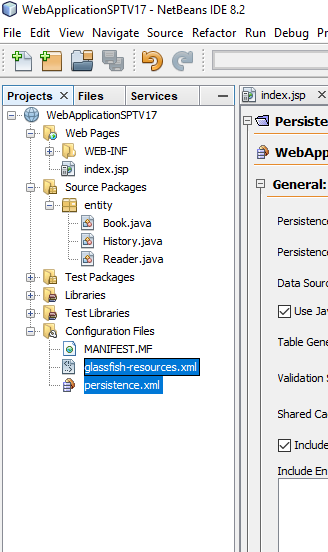 WebApplicationSPTV17 - NetBeans IDE 8.2
File Edit View Navigate Source Refactor Run D
Projects Files Services
index.jsp
WebApplicationSPTV17
Web Pages
WEB-INF
index.jsp
Source Packages
entity
Book.java
History.java
Reader.java
Test Packages
Libraries
Test Libraries
Configuration Files
MANIFEST.MF
glassfish-resources.xml
persistence.xml
Persiste
WebApp
General:
Persistence
Persistence
Data Sourc
Use Jav
Table Gene
Validation S
Shared Ca
Include
Include En